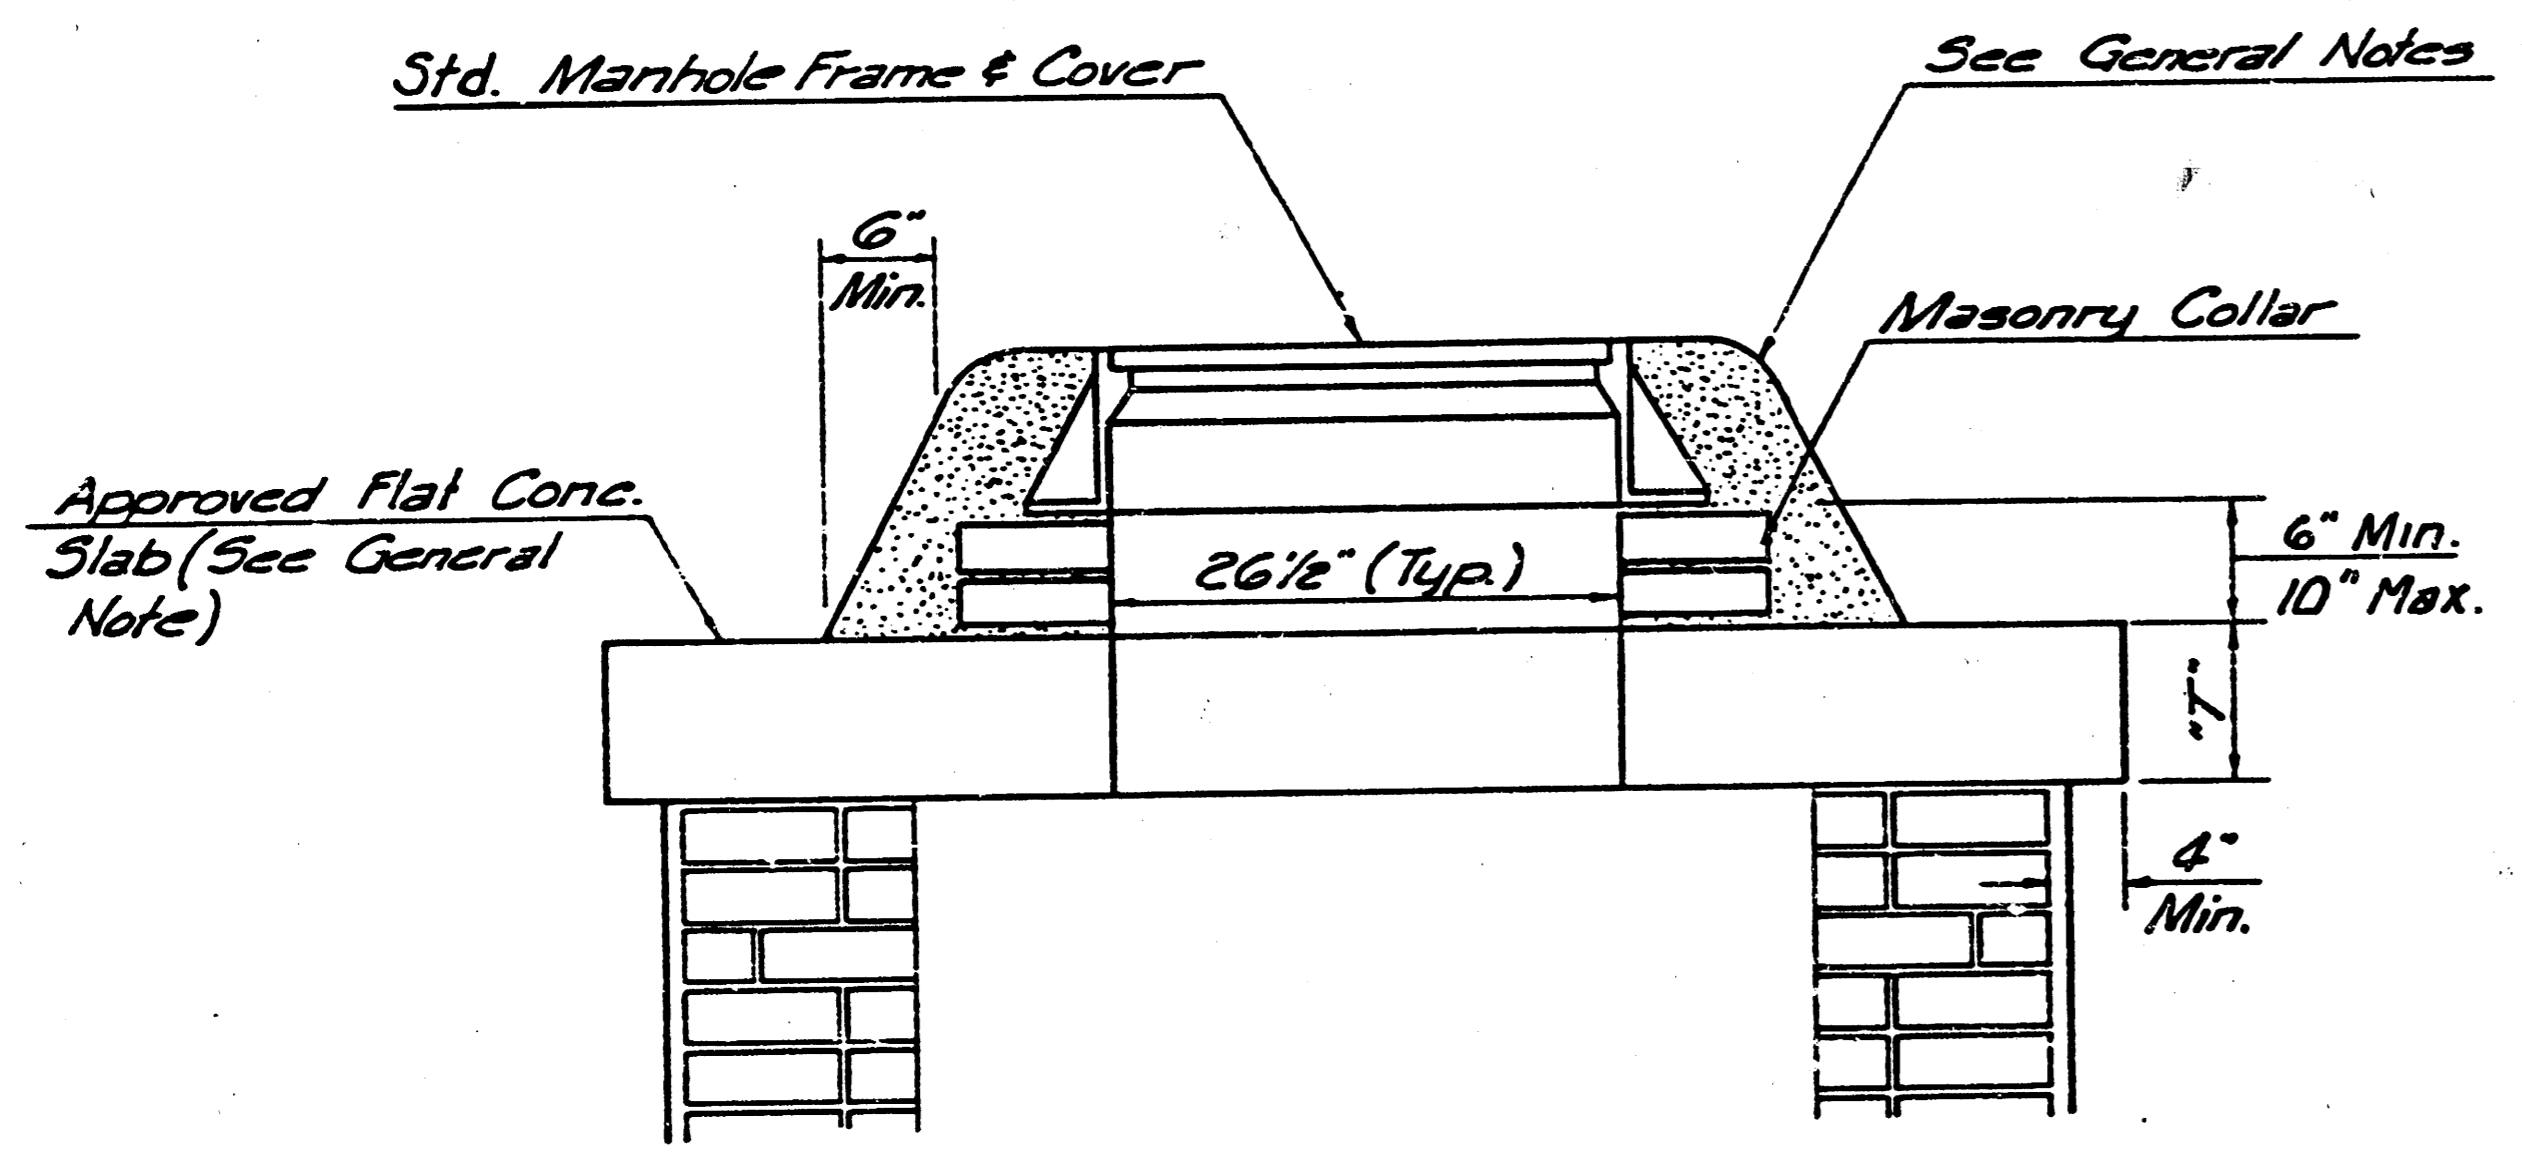 Std. Manhole Frame & Cover
See General Notes
6"
Min.
Masonry Collar
Approved Flat Conc.
Slab (See General
Note)
26½" (Typ.)
6" Min.
10" Max.
"T"
4"
Min.